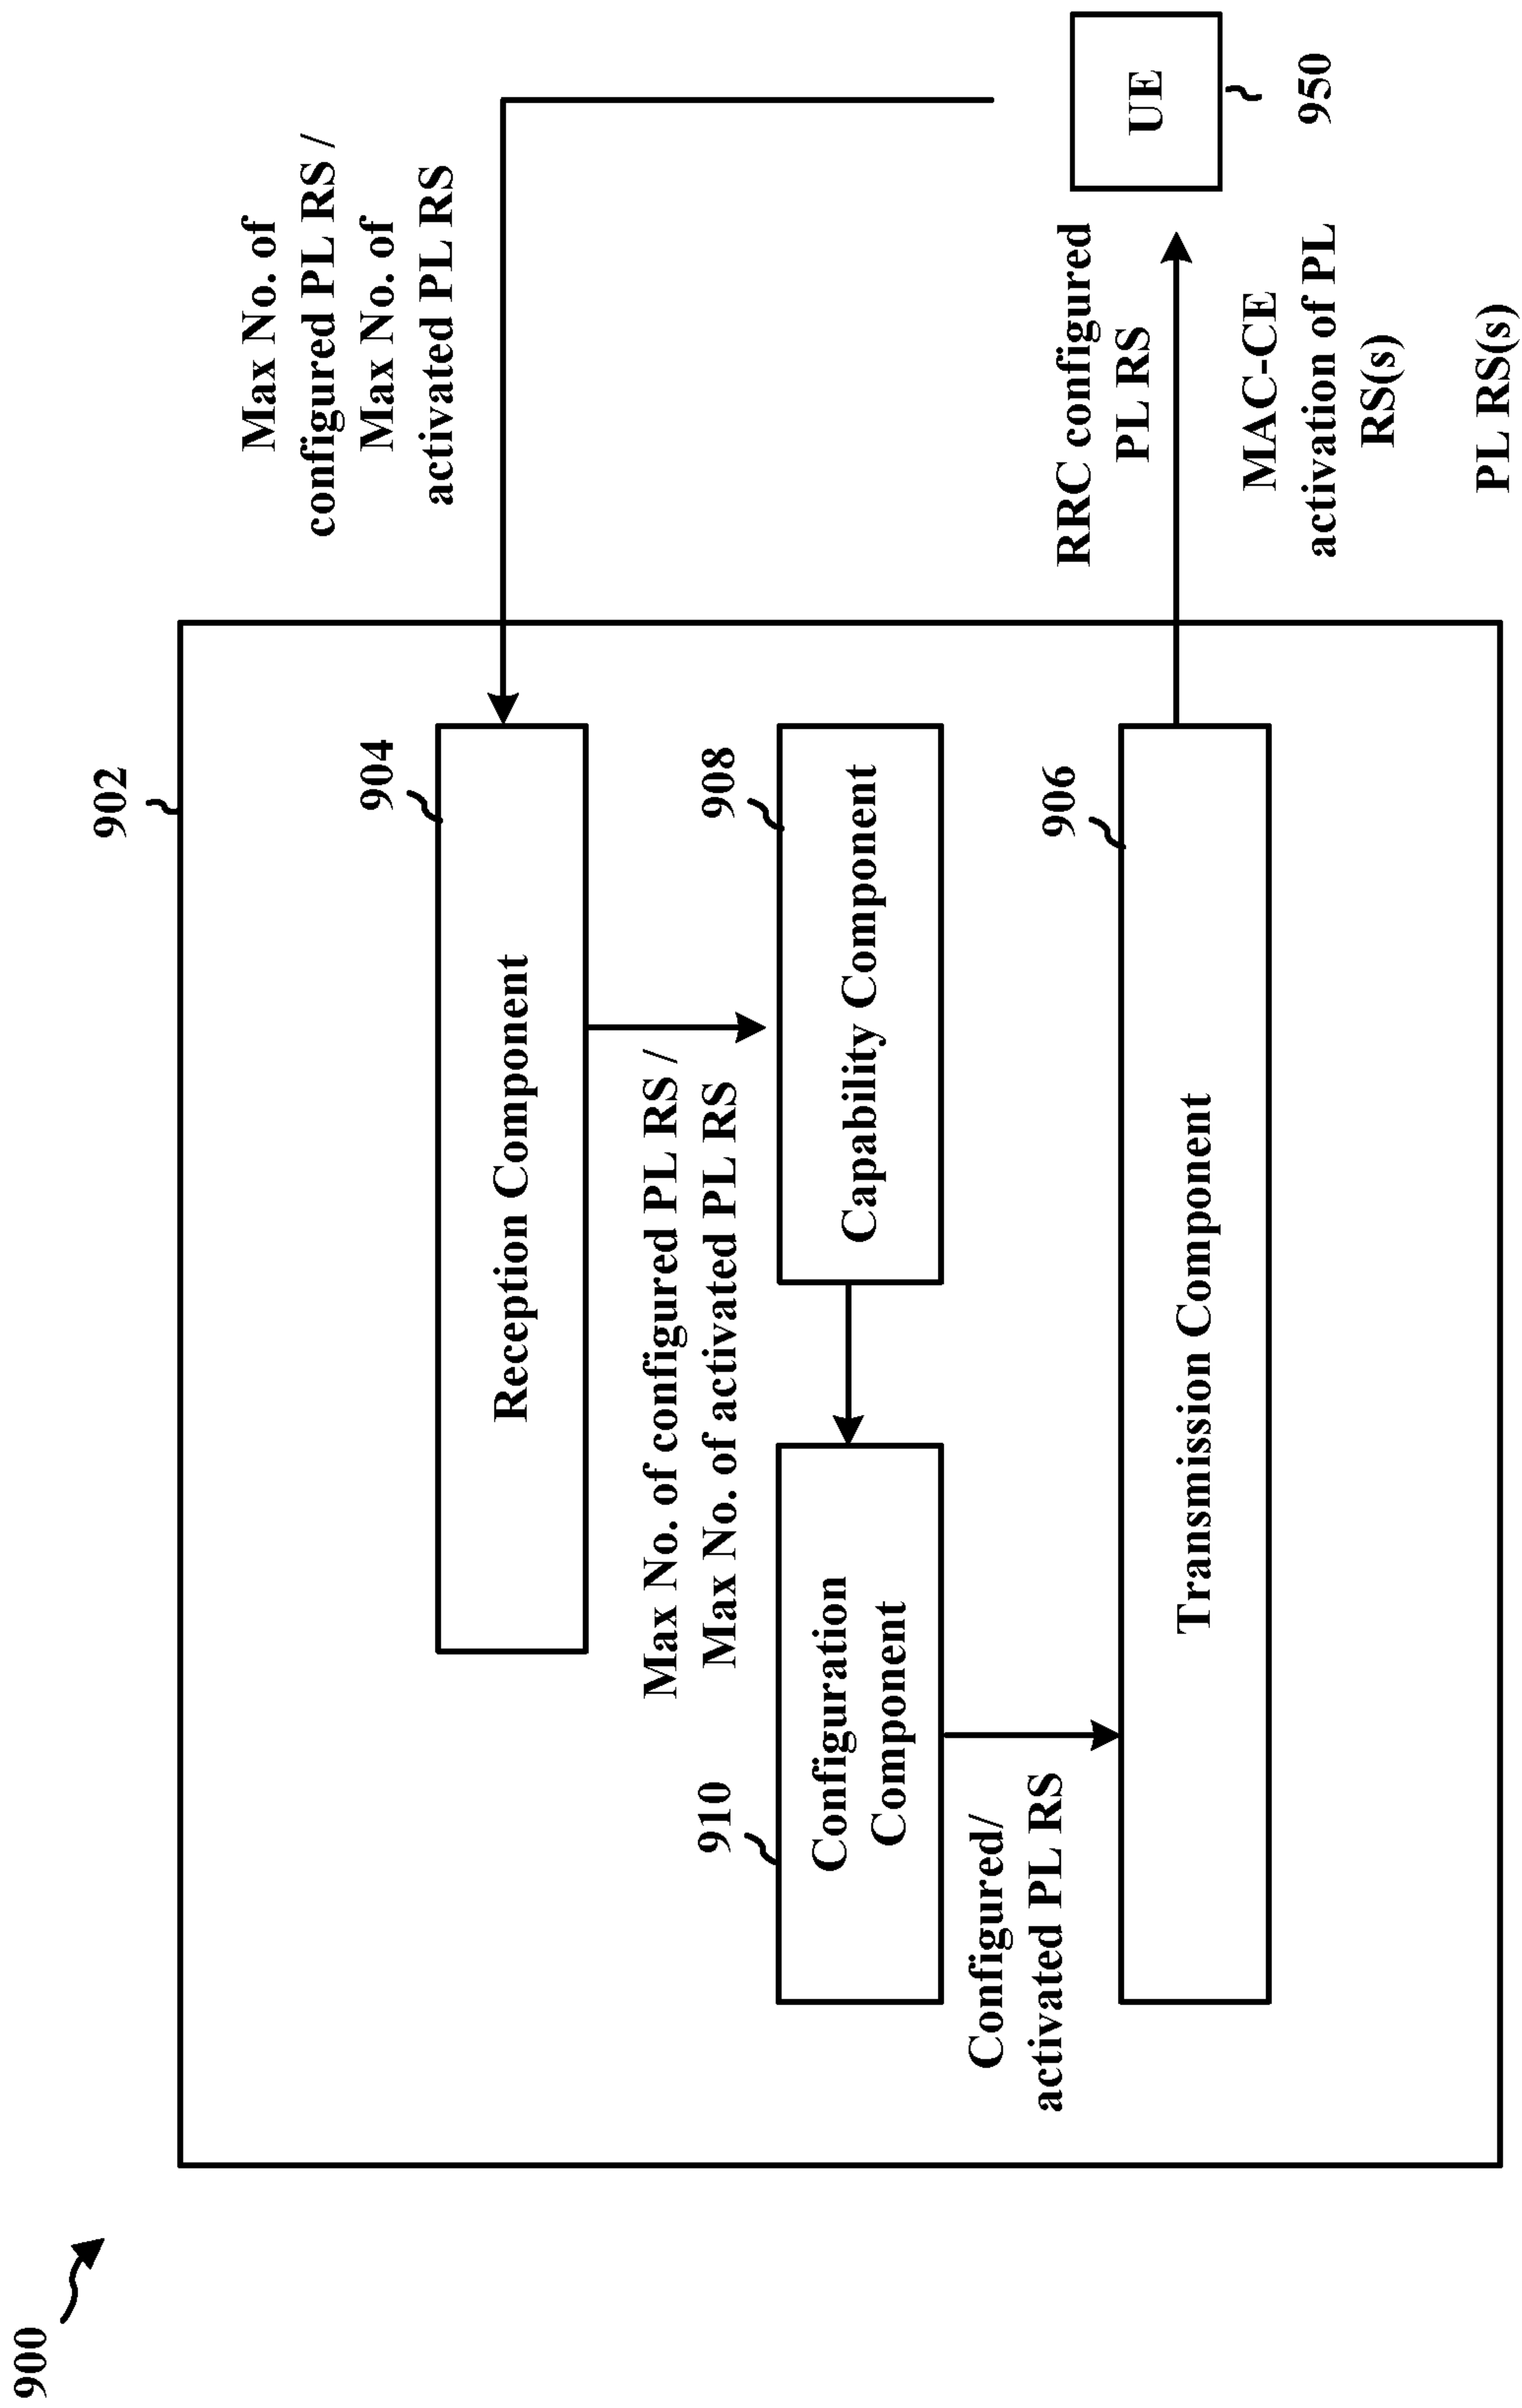 900
902
904
Reception Component
Max No. of
configured PL RS /
Max No. of
activated PL RS
Max No. of configured PL RS /
Max No. of activated PL RS
910
Configuration
Component
908
Capability Component
Configured/
activated PL RS
906
Transmission Component
RRC configured
PL RS
MAC-CE
activation of PL
RS(s)
PL RS(s)
UE
950